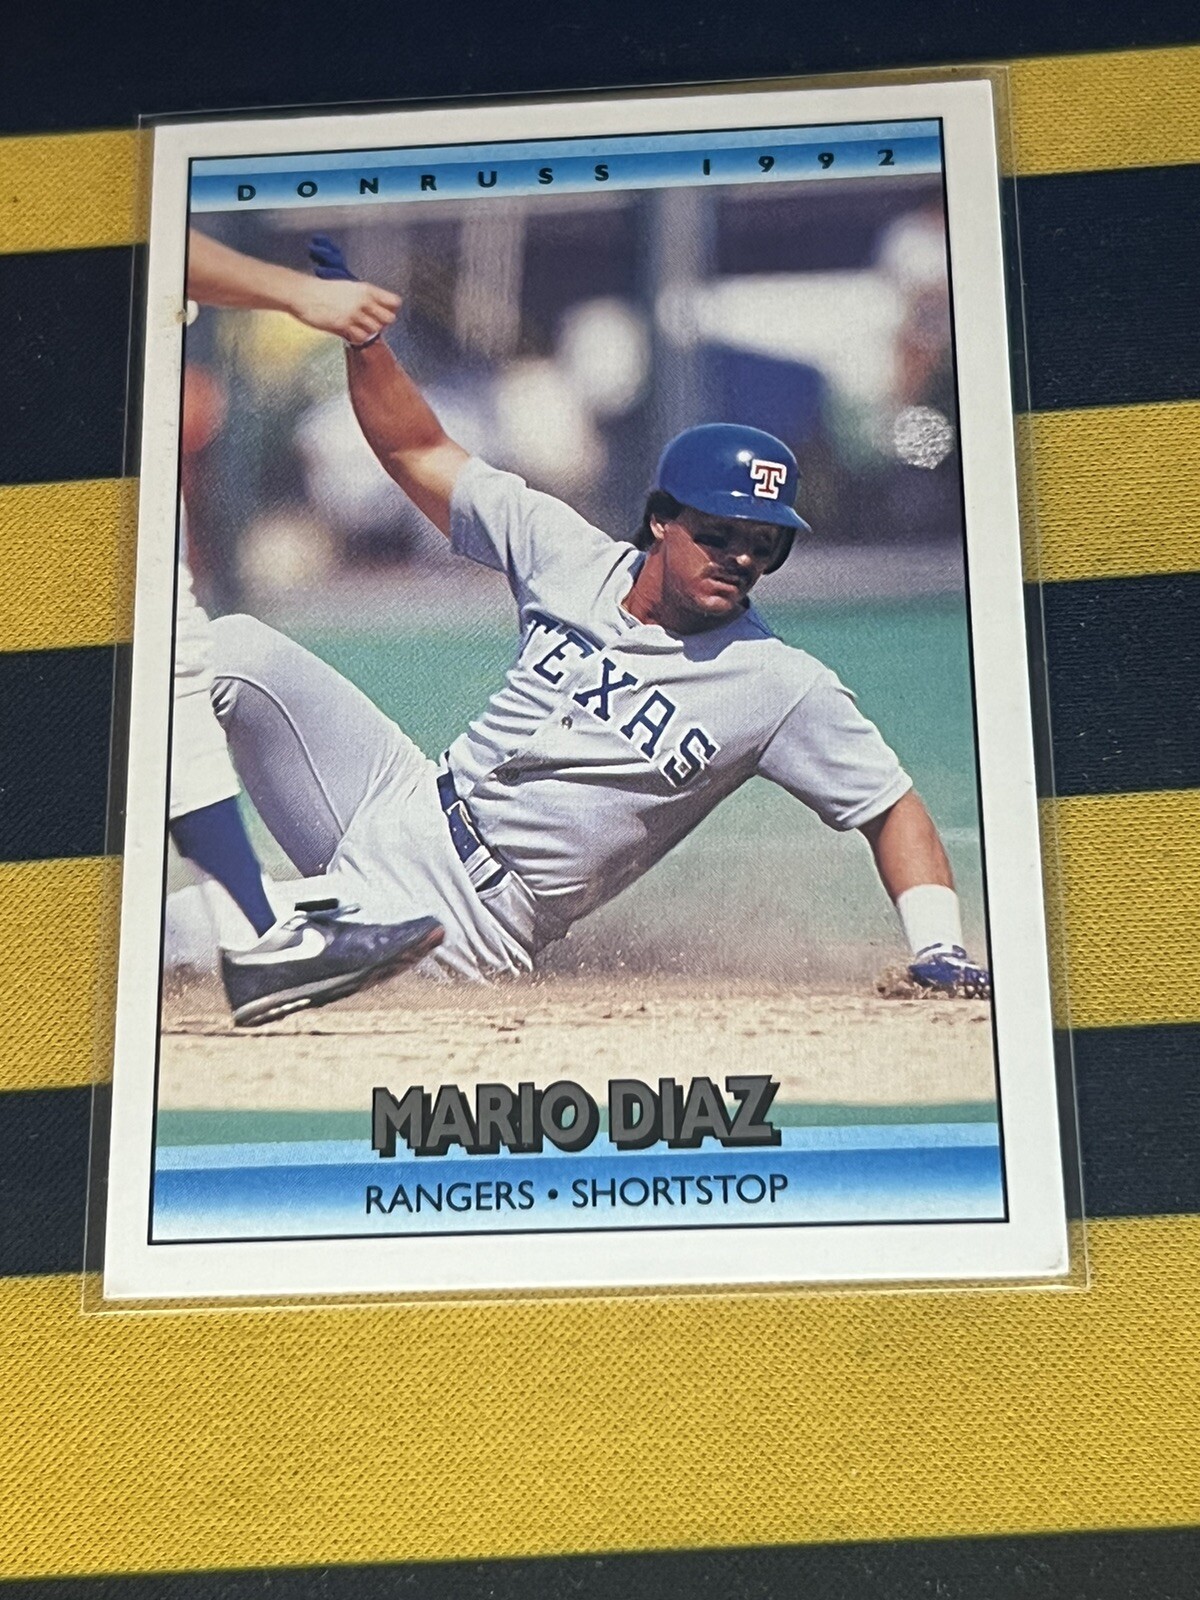 DONRUSS 1992
T
TEXAS
MARIO DIAZ
RANGERS • SHORTSTOP